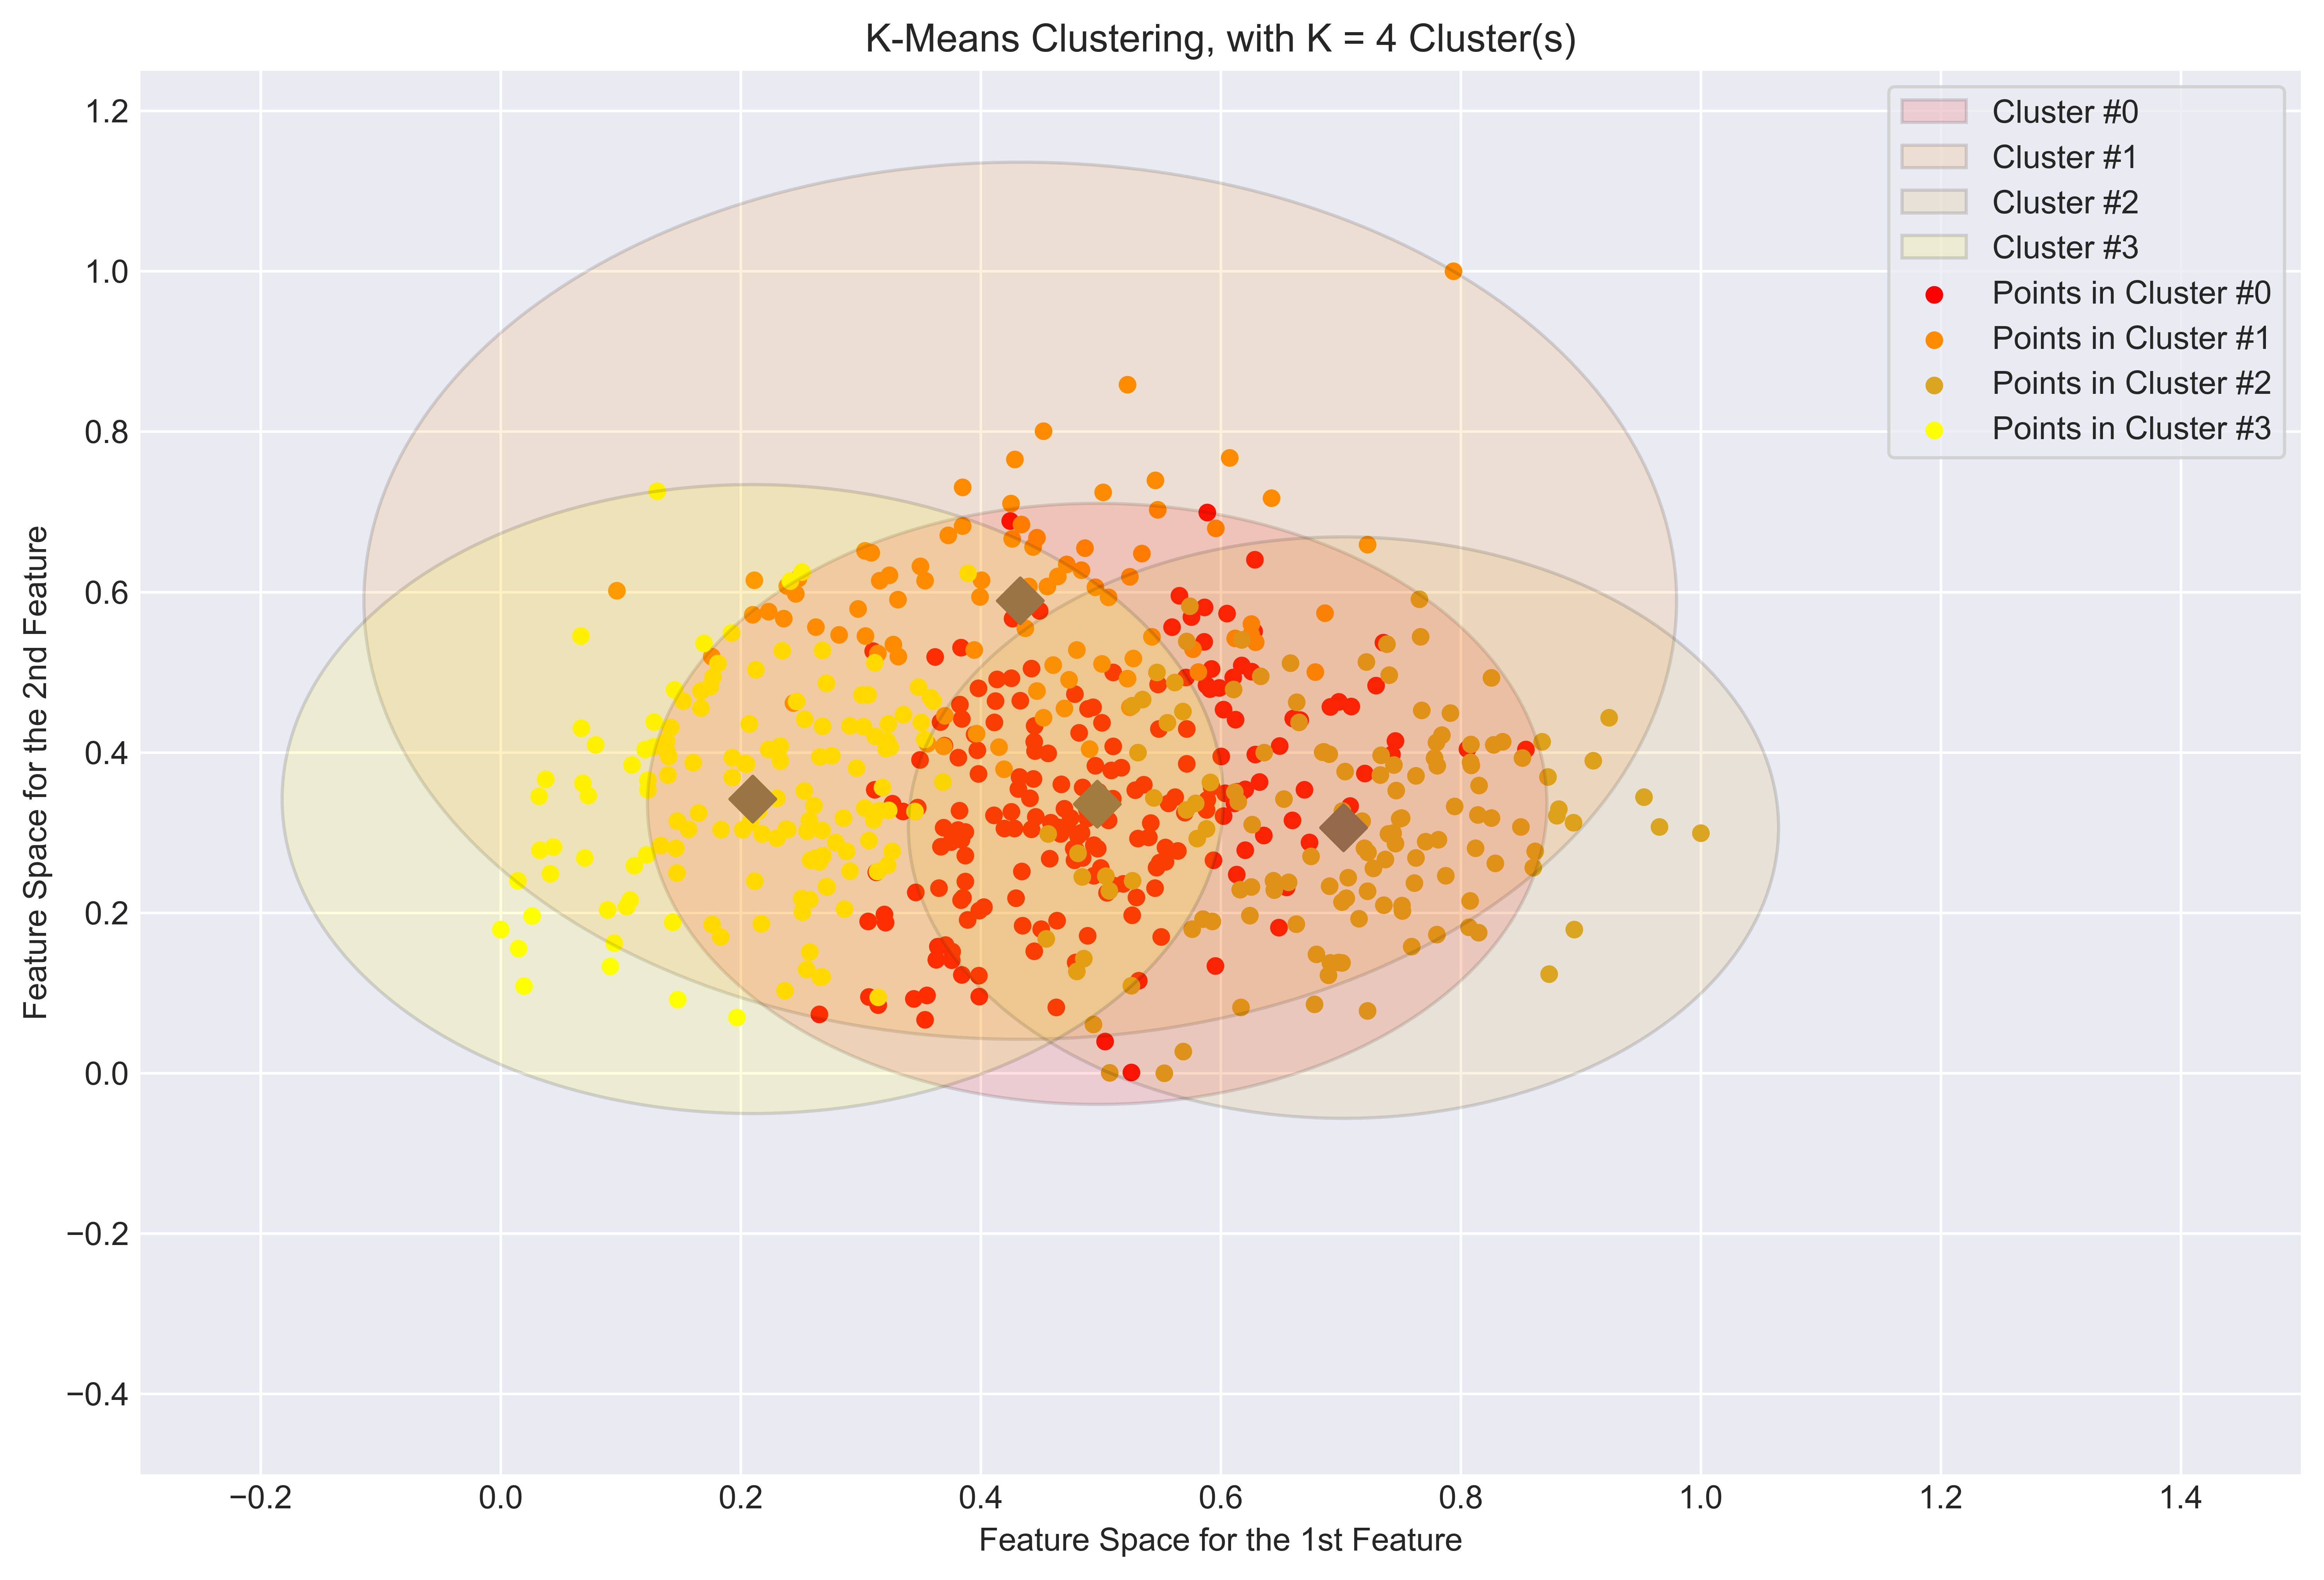 K-Means Clustering, with K = 4 Cluster(s)
Cluster #0
Cluster #1
Cluster #2
Cluster #3
Points in Cluster #0
Points in Cluster #1
Points in Cluster #2
Points in Cluster #3
Feature Space for the 2nd Feature
1.2
1.0
0.8
0.6
0.4
0.2
0.0
−0.2
−0.4
−0.2 0.0 0.2 0.4 0.6 0.8 1.0 1.2 1.4
Feature Space for the 1st Feature